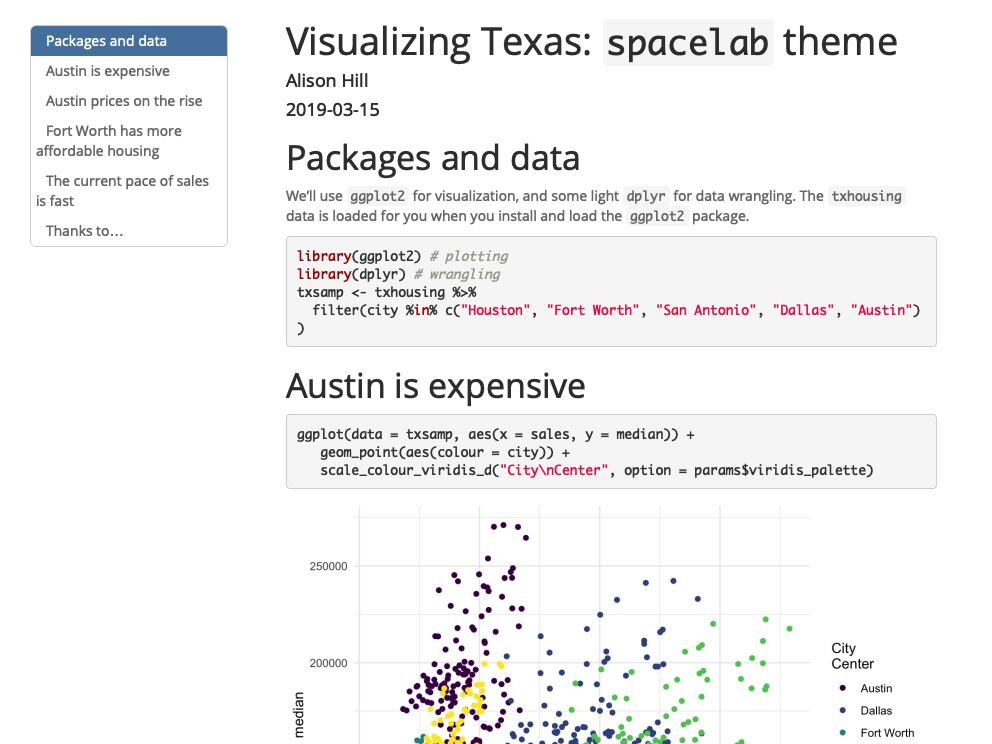 Packages and data
Austin is expensive
Austin prices on the rise
Fort Worth has more
affordable housing
The current pace of sales
is fast
Thanks to…
Visualizing Texas: spacelab theme
Alison Hill
2019-03-15
Packages and data
We’ll use ggplot2 for visualization, and some light dplyr for data wrangling. The txhousing
data is loaded for you when you install and load the ggplot2 package.
library(ggplot2) # plotting
library(dplyr) # wrangling
txsamp <- txhousing %>%
  filter(city %in% c("Houston", "Fort Worth", "San Antonio", "Dallas", "Austin")
)
Austin is expensive
ggplot(data = txsamp, aes(x = sales, y = median)) +
   geom_point(aes(colour = city)) +
   scale_colour_viridis_d("City\nCenter", option = params$viridis_palette)
250000
200000
median
City
Center
Austin
Dallas
Fort Worth